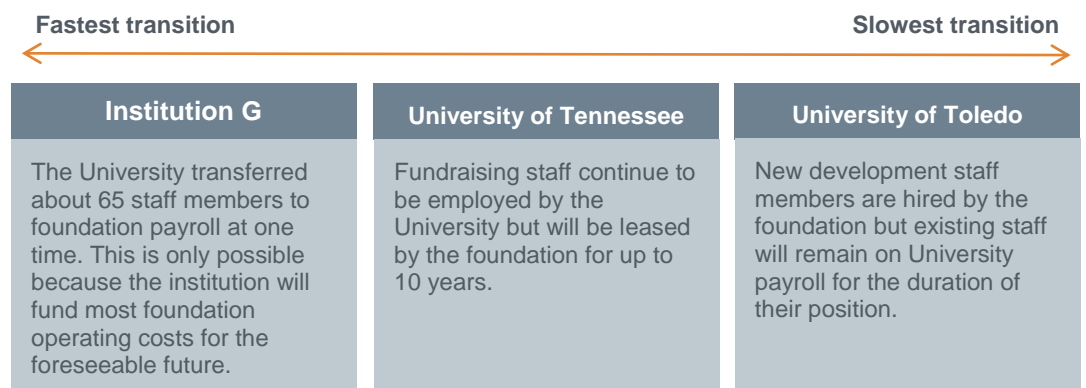 Fastest transition
Slowest transition
Institution G
The University transferred
about 65 staff members to
foundation payroll at one
time. This is only possible
because the institution will
fund most foundation
operating costs for the
foreseeable future.
University of Tennessee
Fundraising staff continue to
be employed by the
University but will be leased
by the foundation for up to
10 years.
University of Toledo
New development staff
members are hired by the
foundation but existing staff
will remain on University
payroll for the duration of
their position.